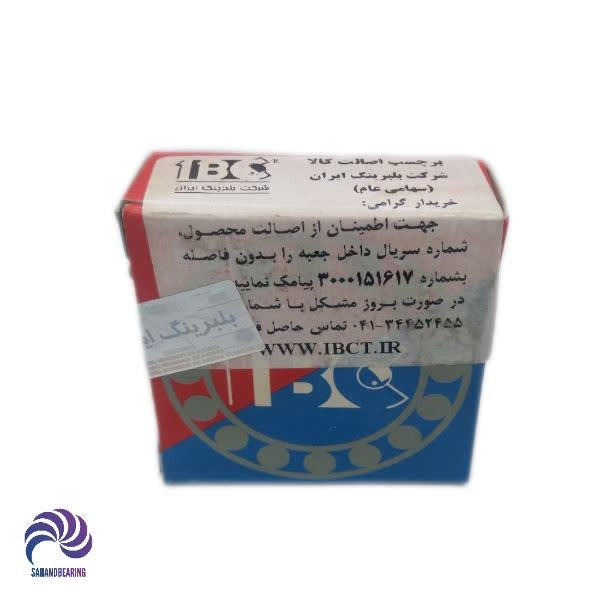 IBC®
شرکت بلبرینگ ایران
برچسب اصالت کالا
شرکت بلبرینگ ایران
(سهامی عام)
خریدار گرامی:
جهت اطمینان از اصالت محصول،
شماره سریال داخل جعبه را بدون فاصله
بشماره ۳۰۰۰۱۵۱۶۱۷ پیامک نمایید
در صورت بروز مشکل با شما
۰۴۱-۳۴۴۵۲۴۵۵ تماس حاصل
WWW.IBCT.IR
بلبرینگ
IBC
SAHANDBEARING